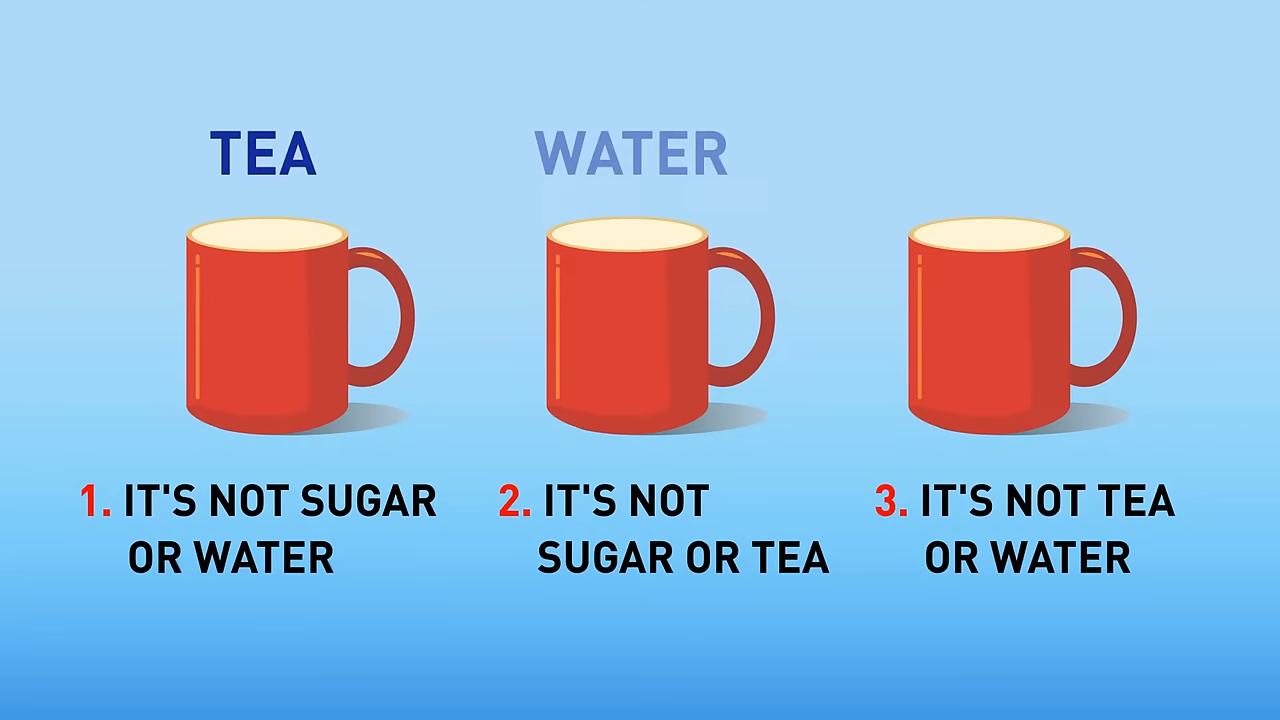 TEA
WATER
1. IT'S NOT SUGAR
OR WATER
2. IT'S NOT
SUGAR OR TEA
3. IT'S NOT TEA
OR WATER